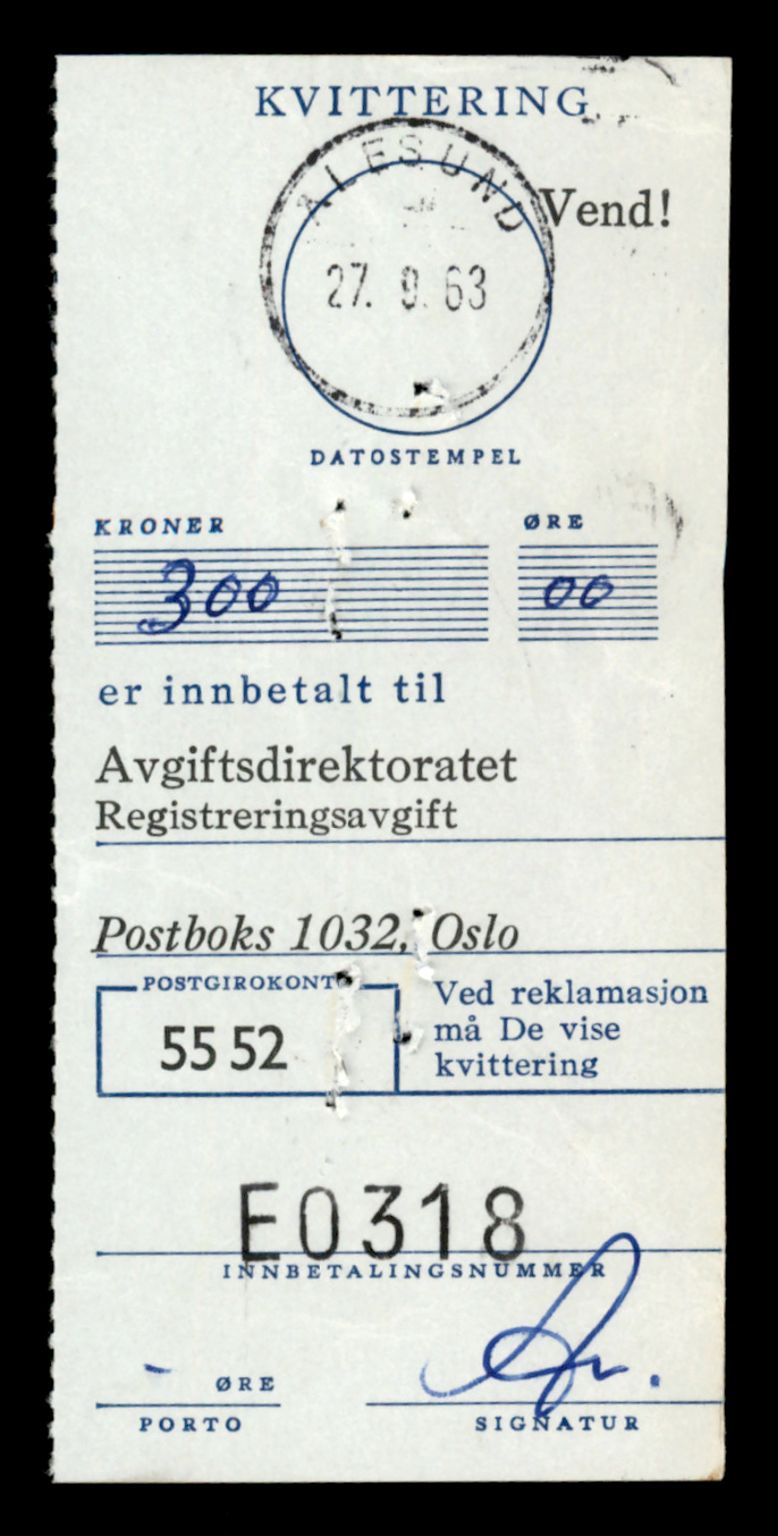 KVITTERING
ALESUND
Vend!
27. 9. 63
DATOSTEMPEL
KRONER ØRE
300 00
er innbetalt til
Avgiftsdirektoratet
Registreringsavgift
Postboks 1032, Oslo
POSTGIROKONTO
55 52
Ved reklamasjon
må De vise
kvittering
E0318
INNBETALINGSNUMMER
- ØRE
PORTO
SIGNATUR